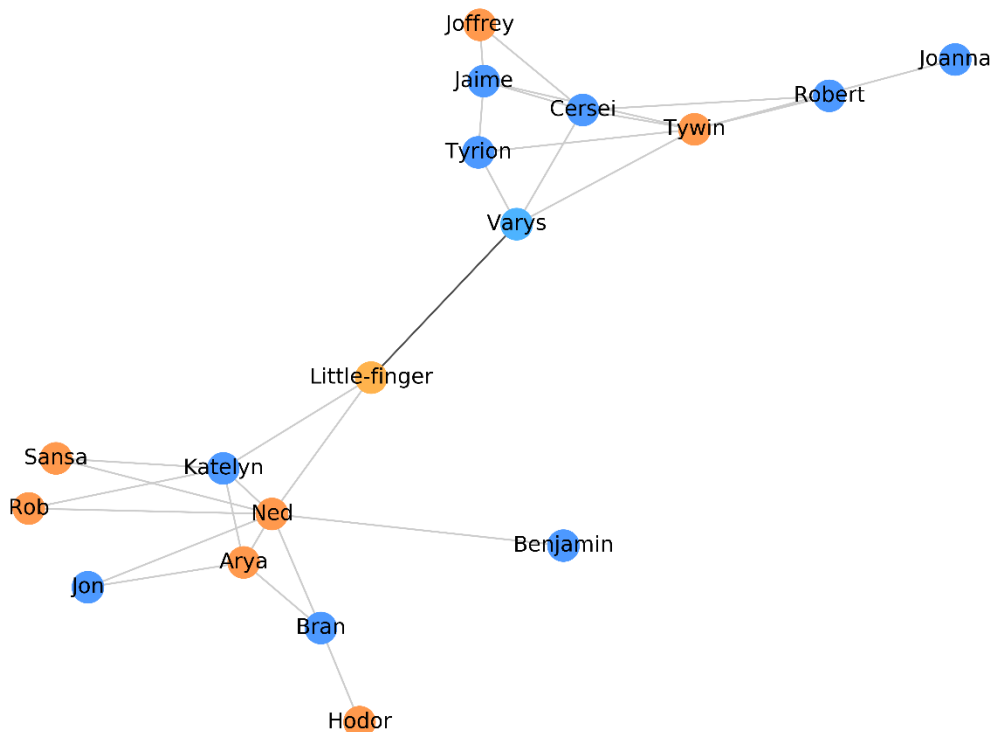 Joffrey
Joanna
Jaime
Robert
Cersei
Tywin
Tyrion
Varys
Little-finger
Sansa
Katelyn
Rob
Ned
Benjamin
Arya
Jon
Bran
Hodor